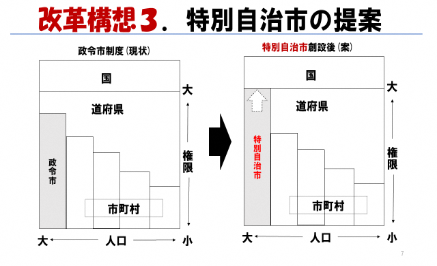 改革構想３．特別自治市の提案
政令市制度（現状）
国
道府県
政令市
市町村
大
権限
大
人口
小
特別自治市創設後（案）
国
道府県
特別自治市
市町村
大
権限
大
人口
小
7